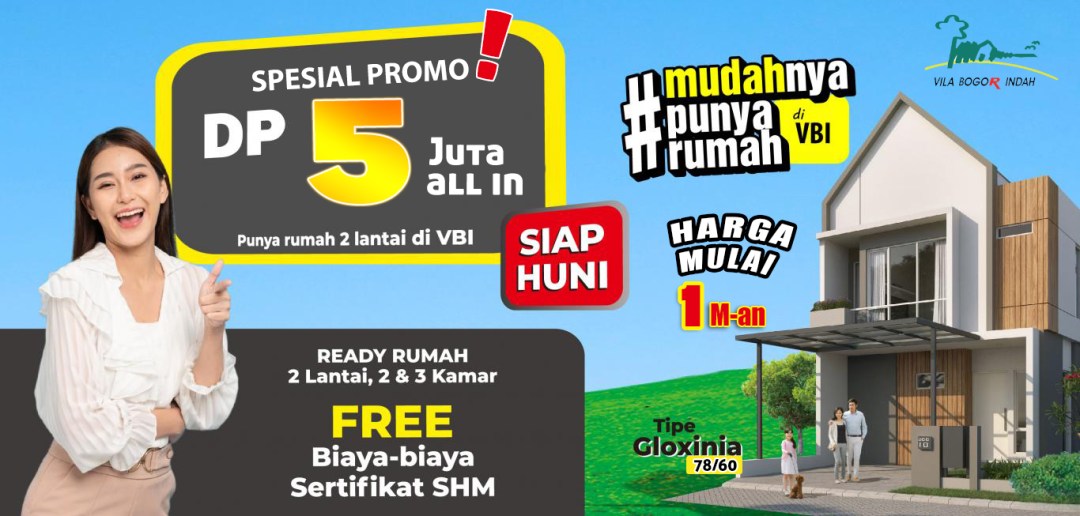 SPESIAL PROMO!
DP 5 Juta
all in
Punya rumah 2 lantai di VBI
SIAP
HUNI
READY RUMAH
2 Lantai, 2 & 3 Kamar
FREE
Biaya-biaya
Sertifikat SHM
#mudahnya
punya
rumah
di
VBI
VILA BOGOR INDAH
HARGA
MULAI
1 M-an
Tipe
Gloxinia
78/60